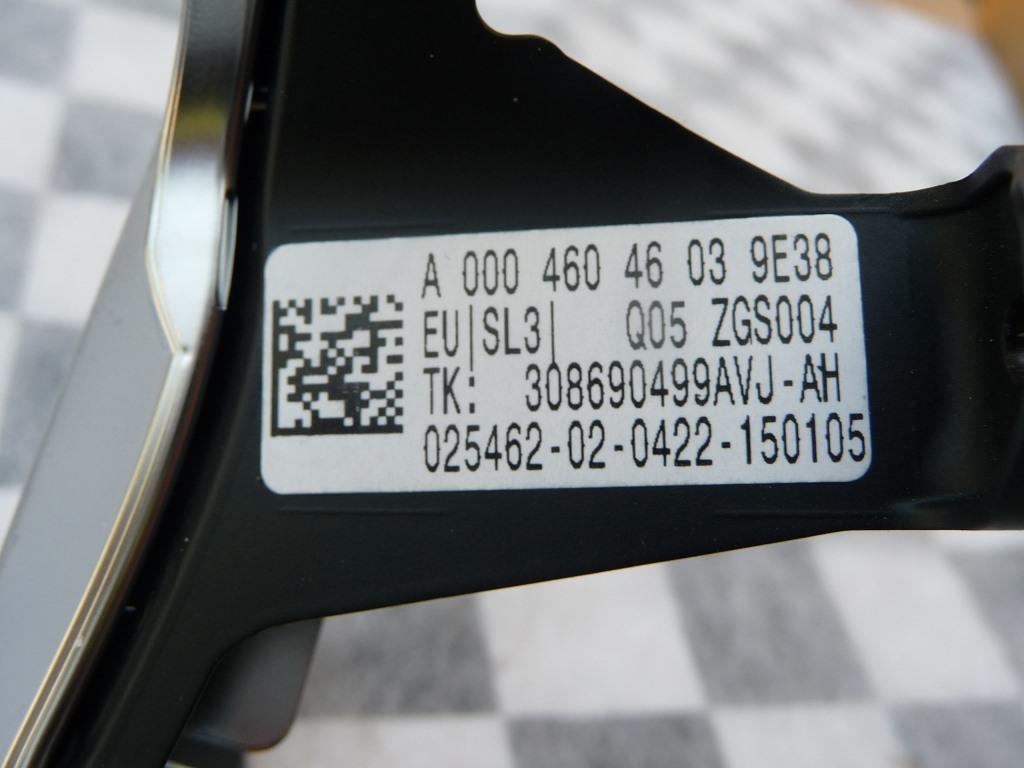 A 000 460 46 03 9E38
EU|SL3| Q05 ZGS004
TK: 308690499AVJ-AH
025462-02-0422-150105